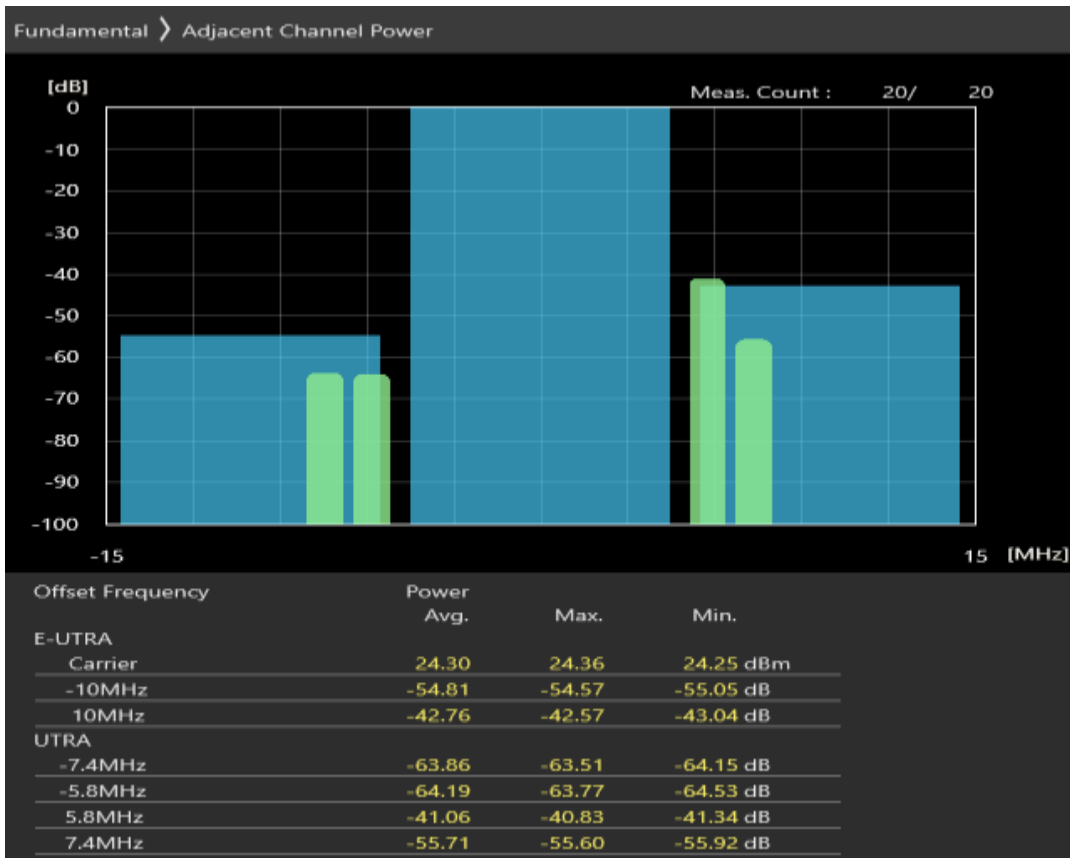 Fundamental ❯ Adjacent Channel Power
[dB]
Meas. Count : 20/ 20
0
-10
-20
-30
-40
-50
-60
-70
-80
-90
-100
-15 15 [MHz]
Offset Frequency Power
Avg. Max. Min.
E-UTRA
Carrier 24.30 24.36 24.25 dBm
-10MHz -54.81 -54.57 -55.05 dB
10MHz -42.76 -42.57 -43.04 dB
UTRA
-7.4MHz -63.86 -63.51 -64.15 dB
-5.8MHz -64.19 -63.77 -64.53 dB
5.8MHz -41.06 -40.83 -41.34 dB
7.4MHz -55.71 -55.60 -55.92 dB